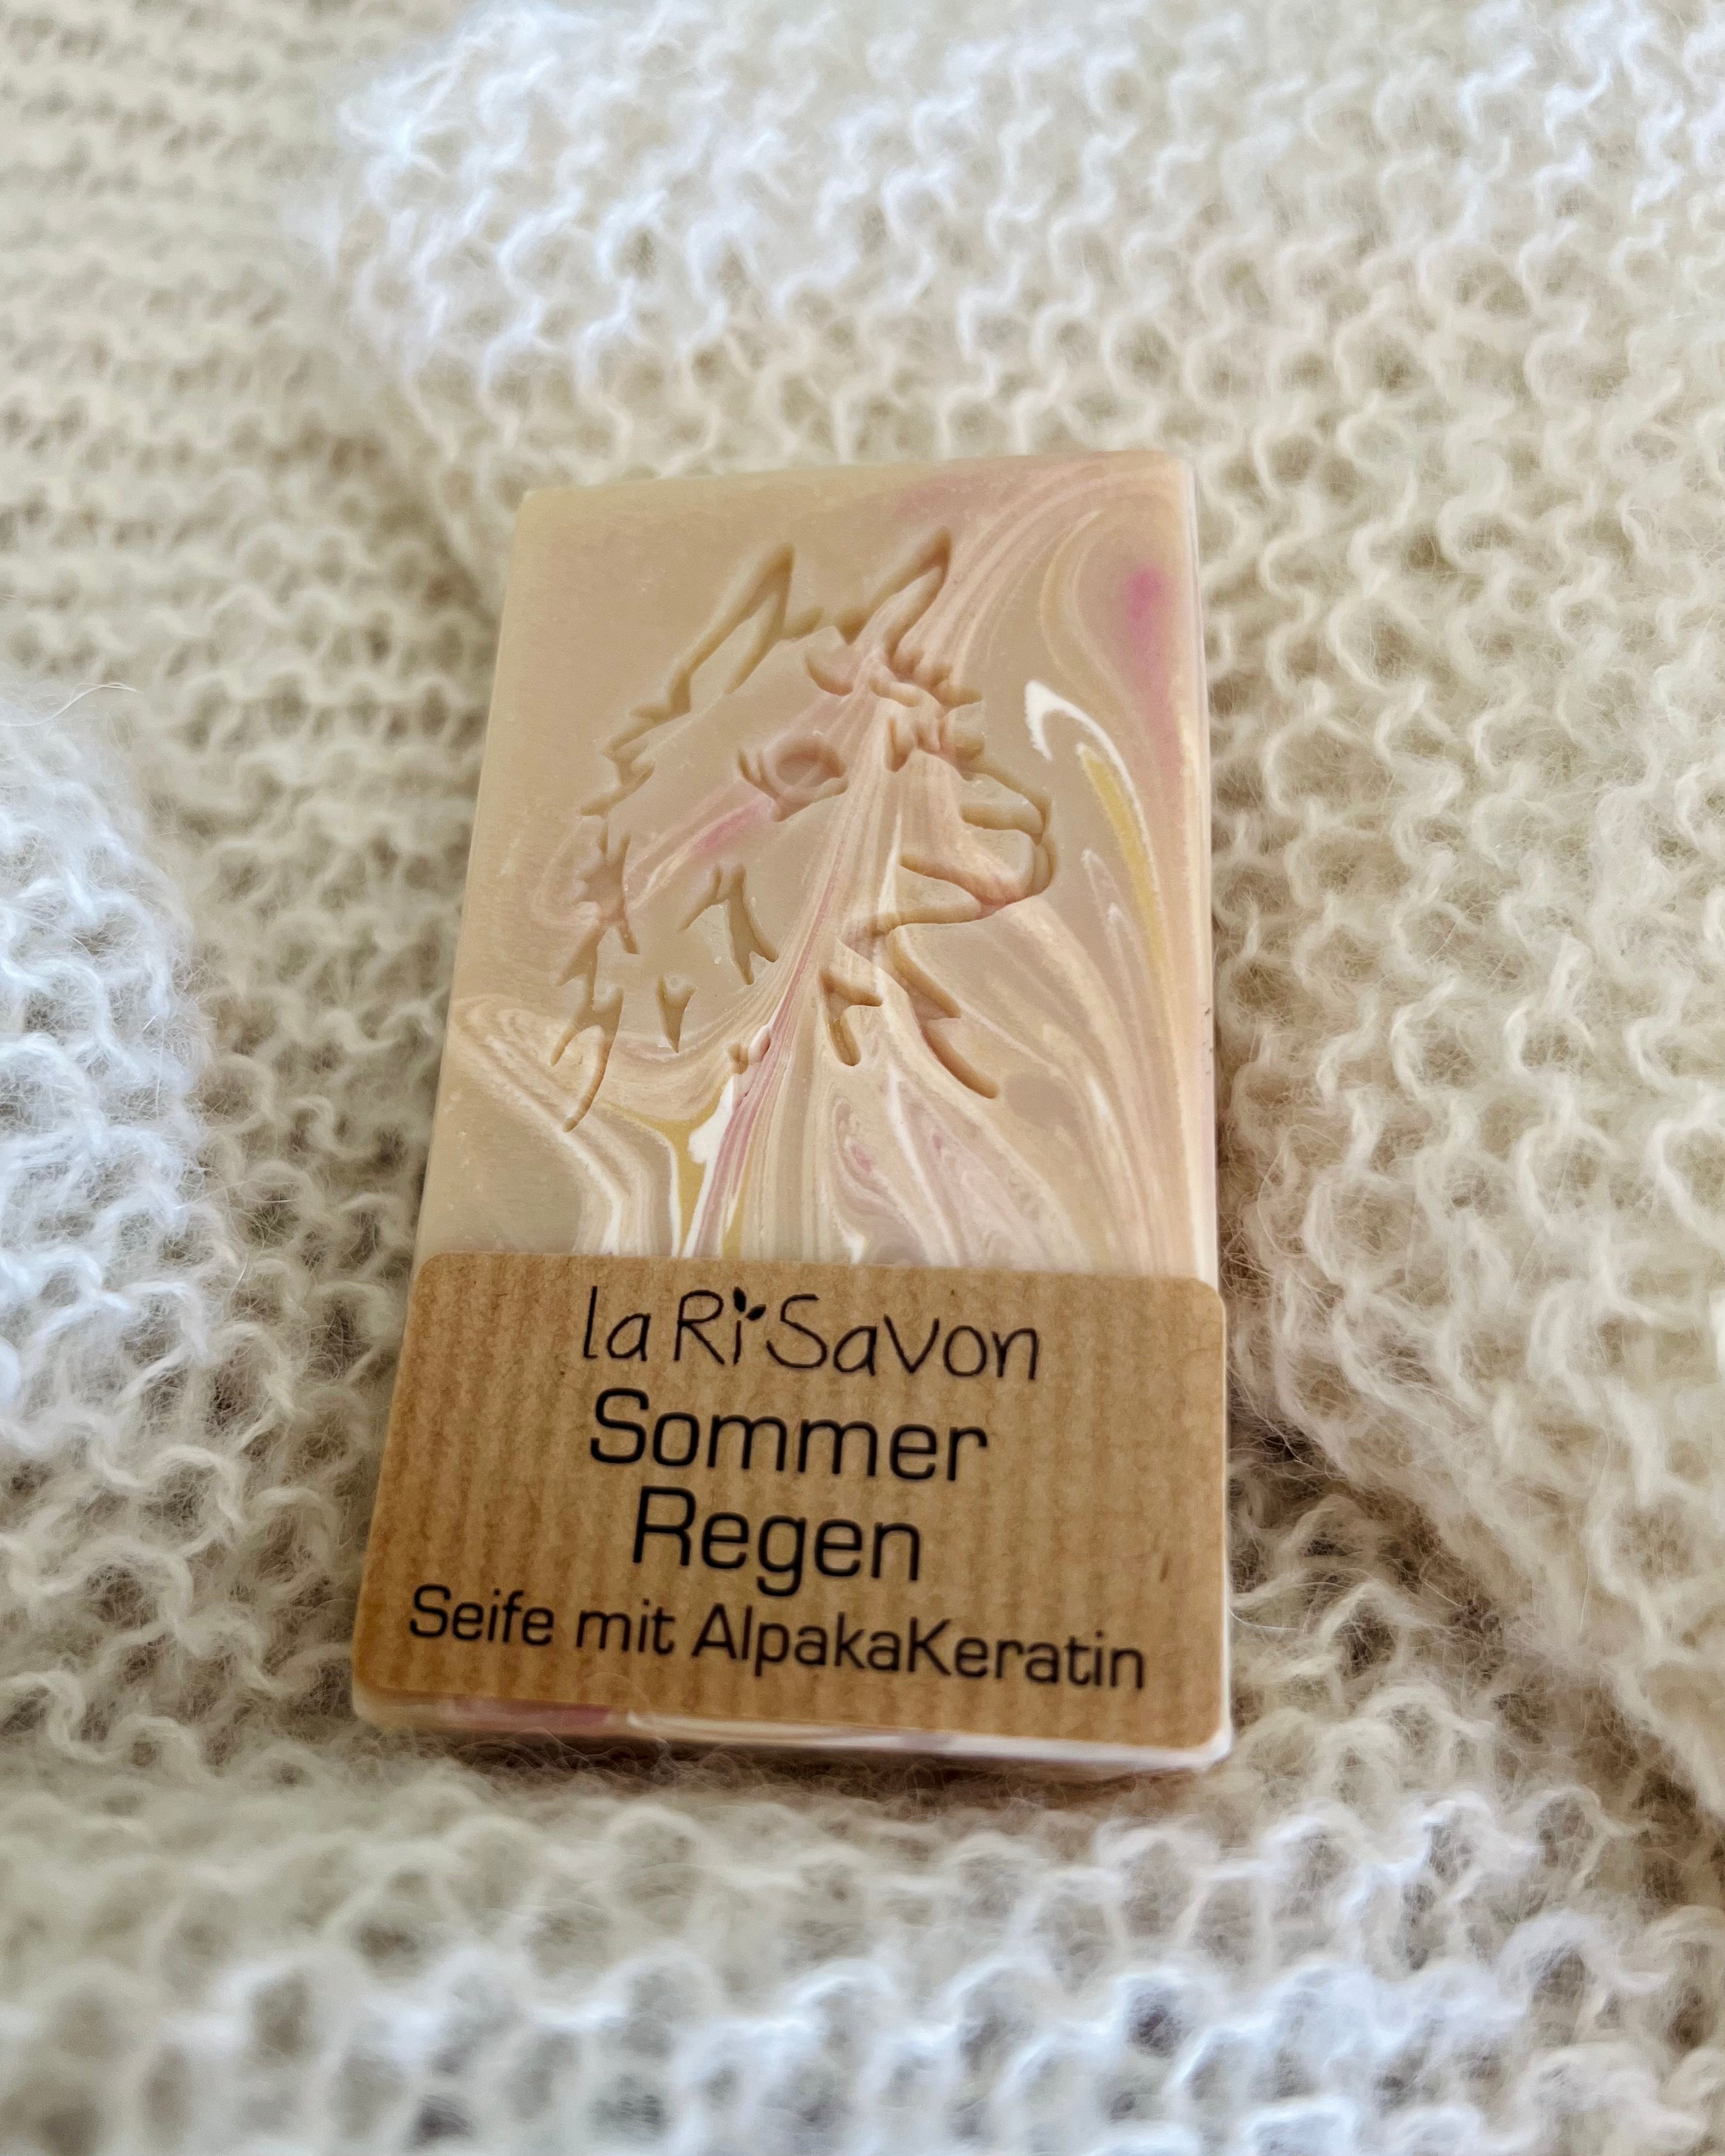 la Ri Savon
Sommer
Regen
Seife mit AlpakaKeratin